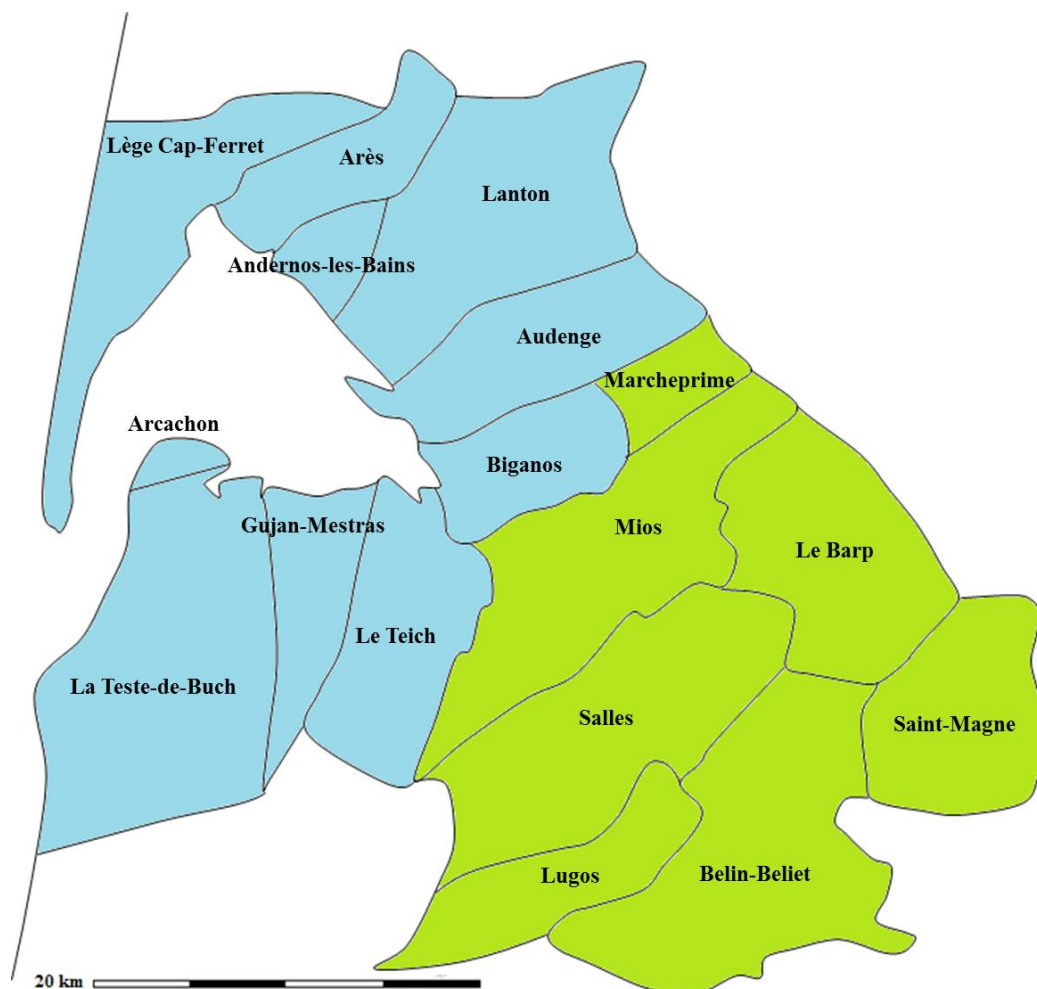 Lège Cap-Ferret
Arès
Lanton
Andernos-les-Bains
Audenge
Marcheprime
Arcachon
Biganos
Gujan-Mestras
Mios
Le Barp
Le Teich
La Teste-de-Buch
Salles
Saint-Magne
Lugos
Belin-Beliet
20 km